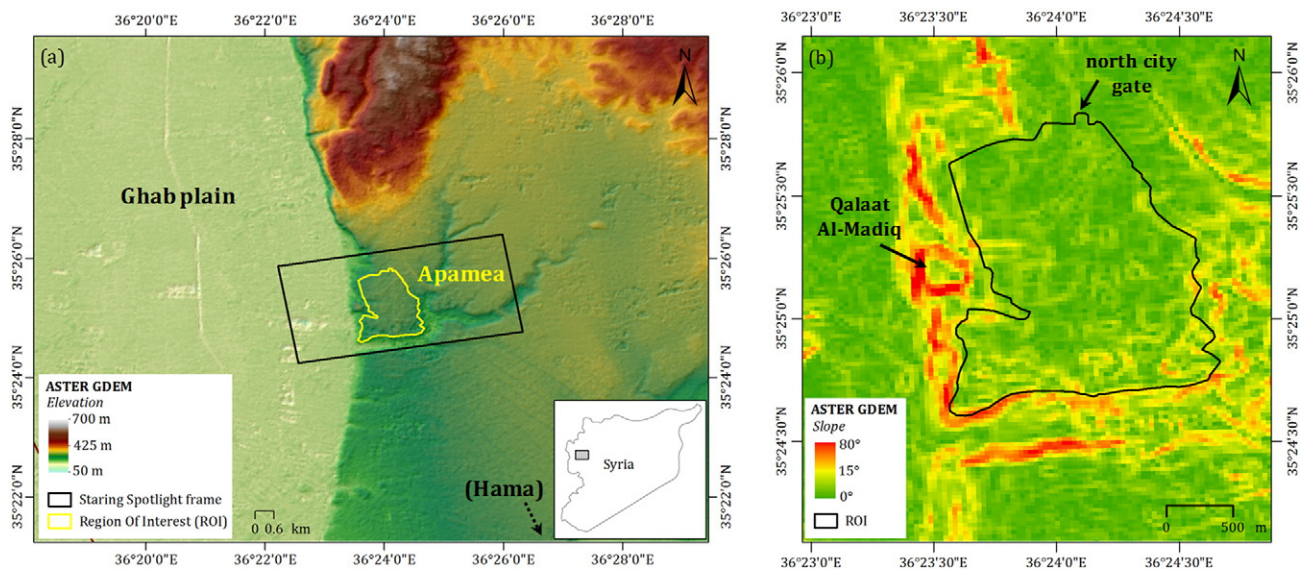 36°20'0"E 36°22'0"E 36°24'0"E 36°26'0"E 36°28'0"E
(a)
N
Ghab plain
Apamea
35°28'0"N
35°26'0"N
35°24'0"N
35°22'0"N
35°28'0"N
35°26'0"N
35°24'0"N
35°22'0"N
ASTER GDEM
Elevation
700 m
425 m
50 m
Staring Spotlight frame
Region Of Interest (ROI)
0 0.6 km
(Hama)
Syria
36°20'0"E 36°22'0"E 36°24'0"E 36°26'0"E 36°28'0"E
36°23'0"E 36°23'30"E 36°24'0"E 36°24'30"E
(b)
north city
gate
N
Qalaat
Al-Madiq
35°26'0"N
35°25'30"N
35°25'0"N
35°24'30"N
35°26'0"N
35°25'30"N
35°25'0"N
35°24'30"N
ASTER GDEM
Slope
80°
15°
0°
ROI
0 500 m
36°23'0"E 36°23'30"E 36°24'0"E 36°24'30"E